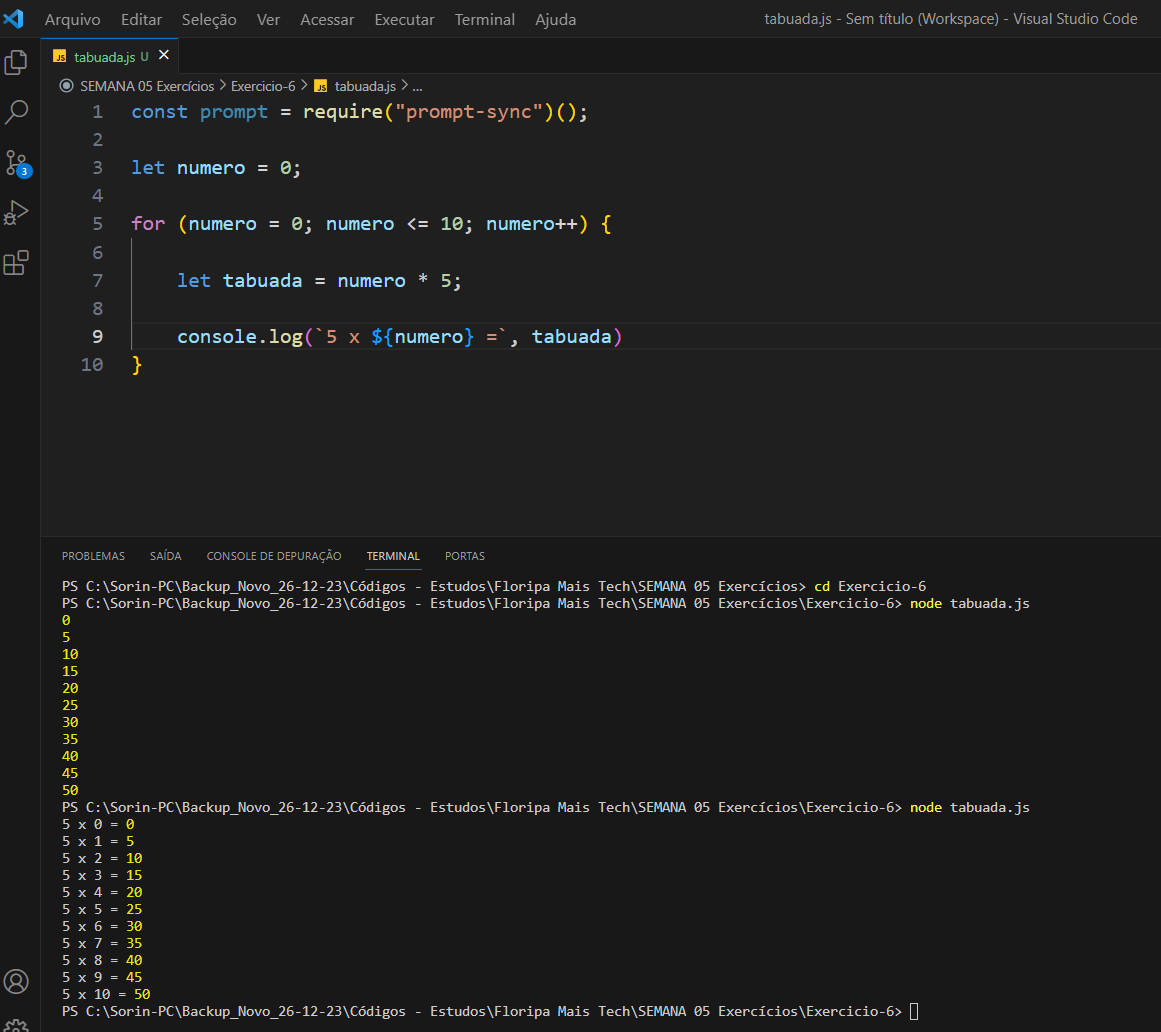 Arquivo Editar Seleção Ver Acessar Executar Terminal Ajuda tabuada.js - Sem título (Workspace) - Visual Studio Code
JS tabuada.js U
SEMANA 05 Exercícios > Exercicio-6 > JS tabuada.js > ...
1 const prompt = require("prompt-sync")();
2
3 let numero = 0;
4
5 for (numero = 0; numero <= 10; numero++) {
6
7 let tabuada = numero * 5;
8
9 console.log(`5 x ${numero} =`, tabuada)
10 }
3
PROBLEMAS SAÍDA CONSOLE DE DEPURAÇÃO TERMINAL PORTAS
PS C:\Sorin-PC\Backup_Novo_26-12-23\Códigos - Estudos\Floripa Mais Tech\SEMANA 05 Exercícios> cd Exercicio-6
PS C:\Sorin-PC\Backup_Novo_26-12-23\Códigos - Estudos\Floripa Mais Tech\SEMANA 05 Exercícios\Exercicio-6> node tabuada.js
0
5
10
15
20
25
30
35
40
45
50
PS C:\Sorin-PC\Backup_Novo_26-12-23\Códigos - Estudos\Floripa Mais Tech\SEMANA 05 Exercícios\Exercicio-6> node tabuada.js
5 x 0 = 0
5 x 1 = 5
5 x 2 = 10
5 x 3 = 15
5 x 4 = 20
5 x 5 = 25
5 x 6 = 30
5 x 7 = 35
5 x 8 = 40
5 x 9 = 45
5 x 10 = 50
PS C:\Sorin-PC\Backup_Novo_26-12-23\Códigos - Estudos\Floripa Mais Tech\SEMANA 05 Exercícios\Exercicio-6>